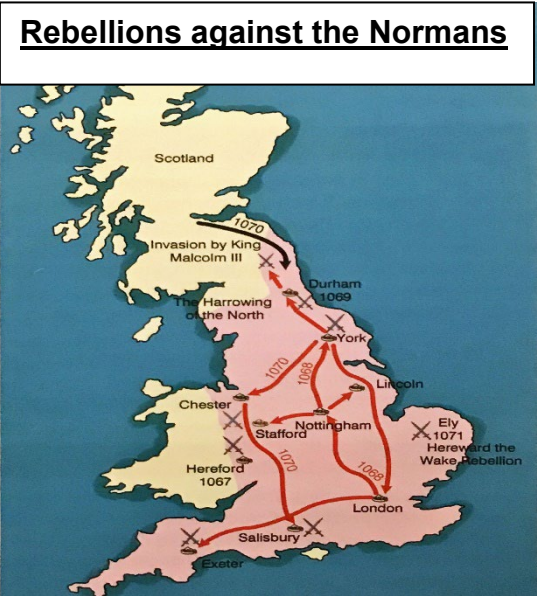 Rebellions against the Normans
Scotland
1070
Invasion by King
Malcolm III
Durham
1069
The Harrowing
of the North
York
1070
1068
Lincoln
Chester
Nottingham
Stafford
Ely
1071
Hereward the
Wake Rebellion
Hereford
1067
1070
1068
London
Salisbury
Exeter